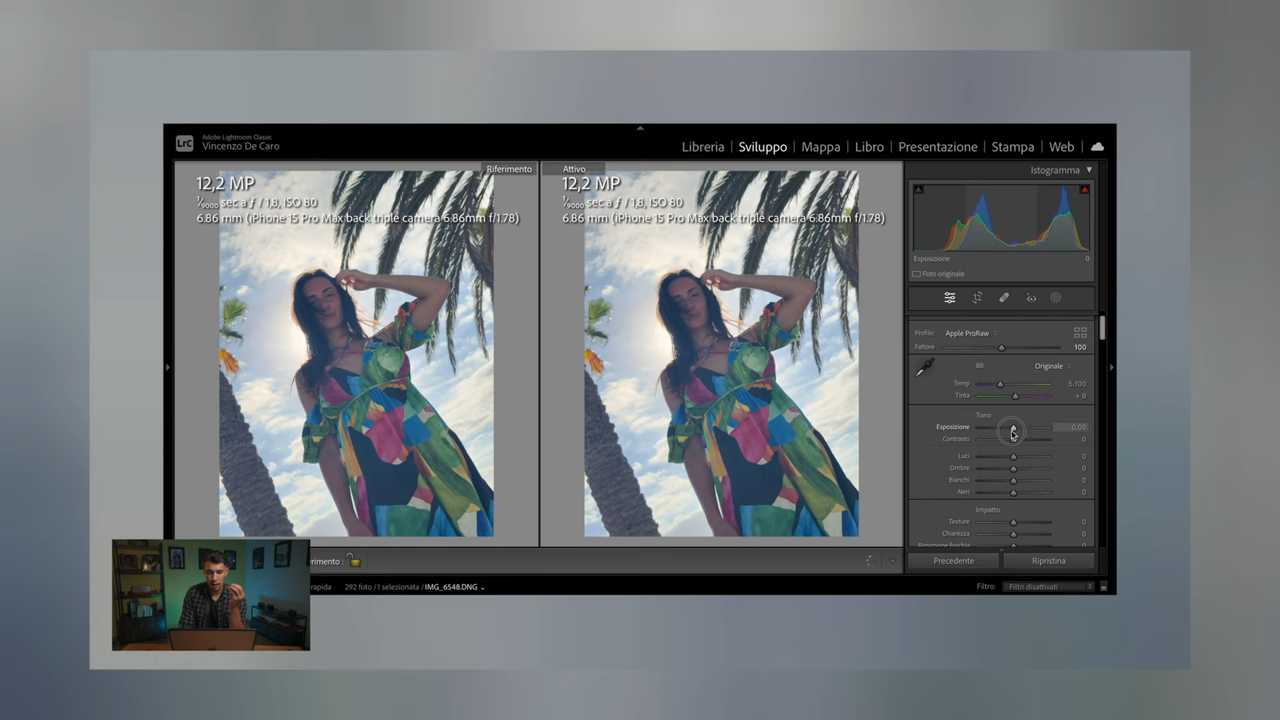 LrC
Adobe Lightroom Classic
Vincenzo De Caro
Libreria | Sviluppo | Mappa | Libro | Presentazione | Stampa | Web |
Riferimento
12,2 MP
1/9000 sec a ƒ / 1,8, ISO 80
6.86 mm (iPhone 15 Pro Max back triple camera 6.86mm f/1.78)
Attivo
12,2 MP
1/9000 sec a ƒ / 1,8, ISO 80
6.86 mm (iPhone 15 Pro Max back triple camera 6.86mm f/1.78)
Istogramma
Esposizione 0
Foto originale
Profilo: Apple ProRaw
Fattore 100
BB: Originale
Temp 5.100
Tinta + 9
Tono
Esposizione 0,00
Contrasto 0
Luci 0
Ombre 0
Bianchi 0
Neri 0
Impatto
Texture 0
Chiarezza 0
Rimozione foschia
Precedente Ripristina
erimento :
rapida 292 foto /1 selezionata /IMG_6548.DNG
Filtro: Filtri disattivati